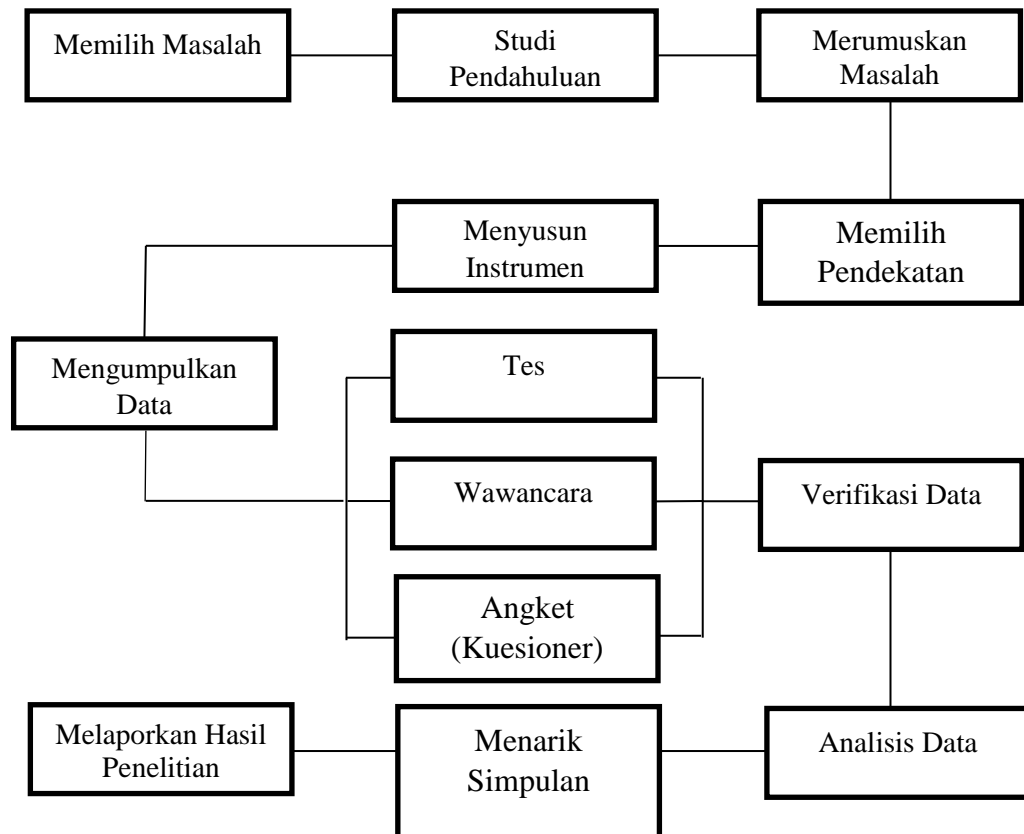 Memilih Masalah
Studi
Pendahuluan
Merumuskan
Masalah
Memilih
Pendekatan
Menyusun
Instrumen
Mengumpulkan
Data
Tes
Wawancara
Angket
(Kuesioner)
Verifikasi Data
Analisis Data
Menarik
Simpulan
Melaporkan Hasil
Penelitian